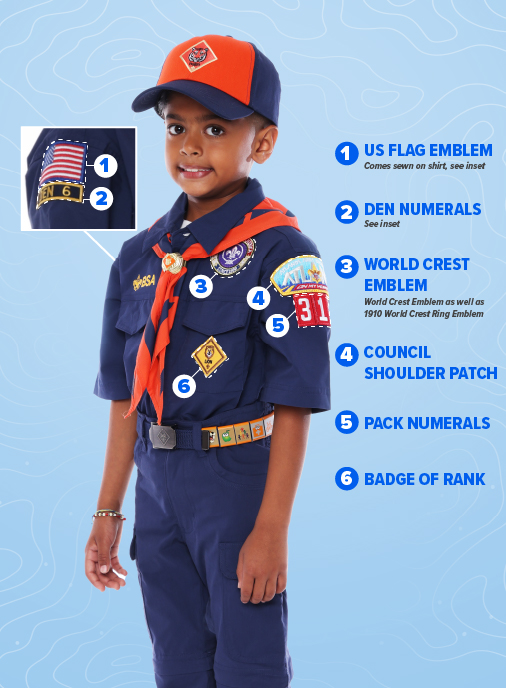 1
EN 6
2
BSA
3
4
5
31
6
1 US FLAG EMBLEM
Comes sewn on shirt, see inset
2 DEN NUMERALS
See inset
3 WORLD CREST
EMBLEM
World Crest Emblem as well as
1910 World Crest Ring Emblem
4 COUNCIL
SHOULDER PATCH
5 PACK NUMERALS
6 BADGE OF RANK